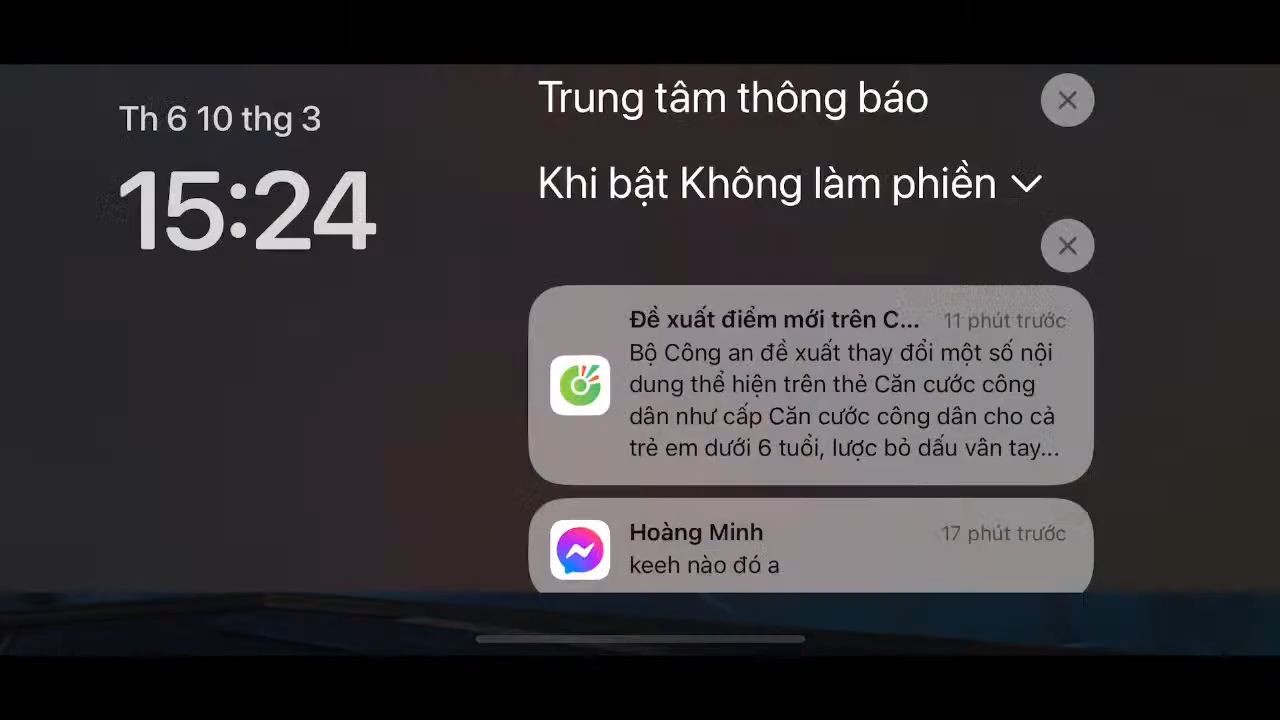 Th 6 10 thg 3
15:24
Trung tâm thông báo
Khi bật Không làm phiền
Đề xuất điểm mới trên C... 11 phút trước
Bộ Công an đề xuất thay đổi một số nội
dung thể hiện trên thẻ Căn cước công
dân như cấp Căn cước công dân cho cả
trẻ em dưới 6 tuổi, lược bỏ dấu vân tay...
Hoàng Minh 17 phút trước
keeh nào đó a